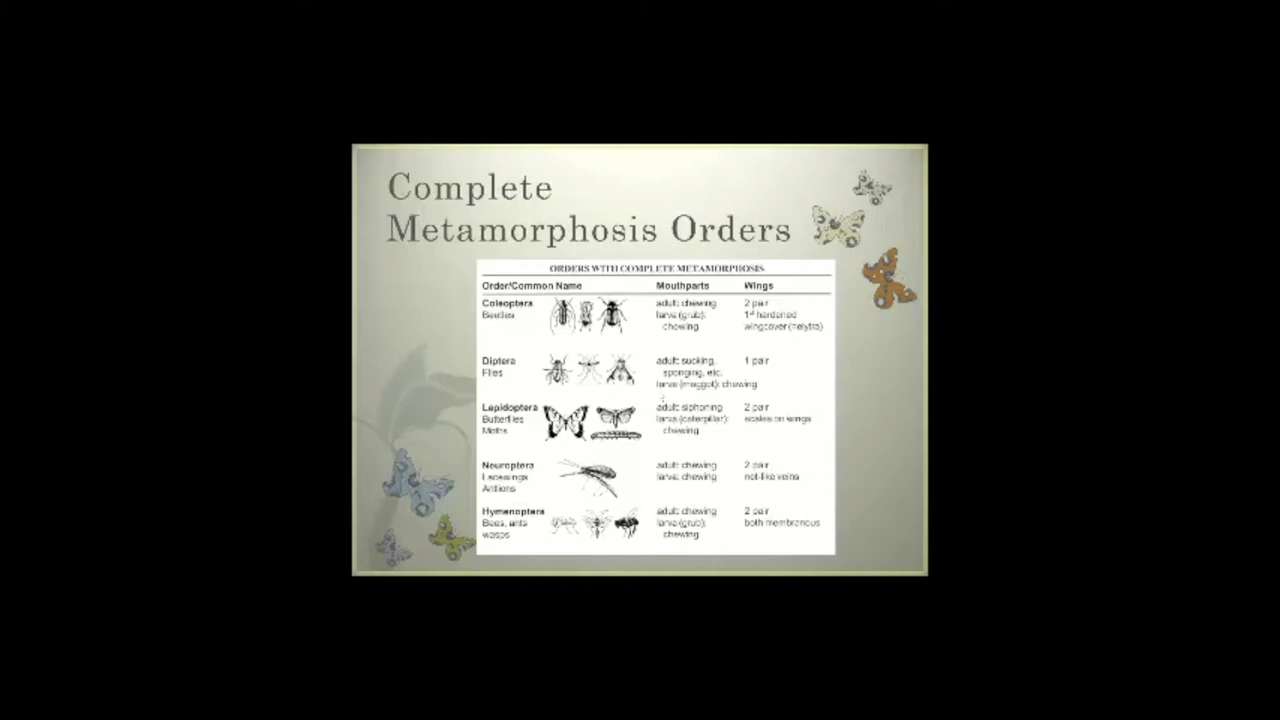 Complete
Metamorphosis Orders
ORDERS WITH COMPLETE METAMORPHOSIS
Order/Common Name Mouthparts Wings
Coleoptera adult: chewing 2 pair
Beetles larva (grub): 1st hardened
chewing wingcover (=elytra)
Diptera adult: sucking, 1 pair
Flies sponging, etc.
larva (maggot): chewing
Lepidoptera adult: siphoning 2 pair
Butterflies larva (caterpillar): scales on wings
Moths chewing
Neuroptera adult: chewing 2 pair
Lacewings larva: chewing net-like veins
Antlions
Hymenoptera adult: chewing 2 pair
Bees, ants larva (grub): both membranous
wasps chewing